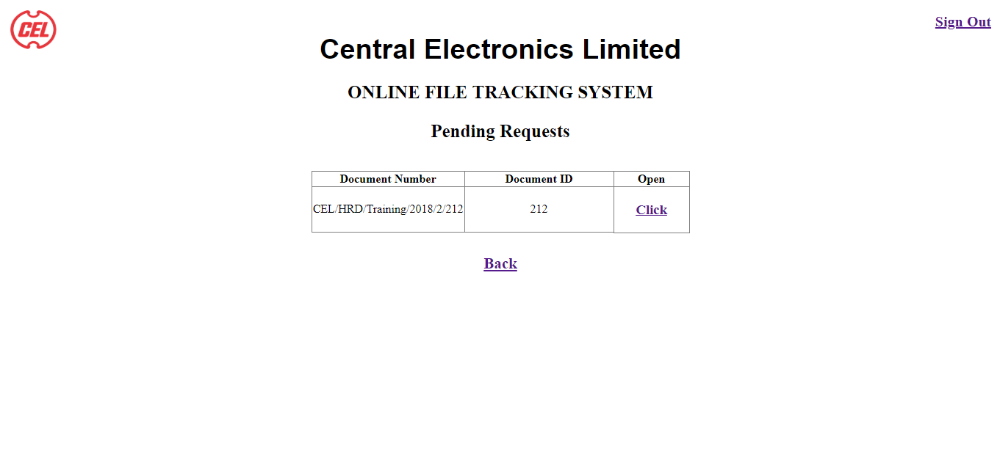 CEL
Sign Out
Central Electronics Limited
ONLINE FILE TRACKING SYSTEM
Pending Requests
Document Number Document ID Open
CEL/HRD/Training/2018/2/212 212 Click
Back